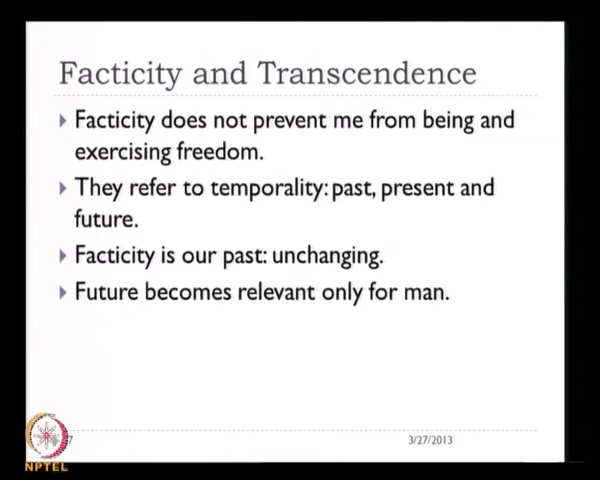 Facticity and Transcendence
Facticity does not prevent me from being and
exercising freedom.
They refer to temporality: past, present and
future.
Facticity is our past: unchanging.
Future becomes relevant only for man.
7
3/27/2013
NPTEL